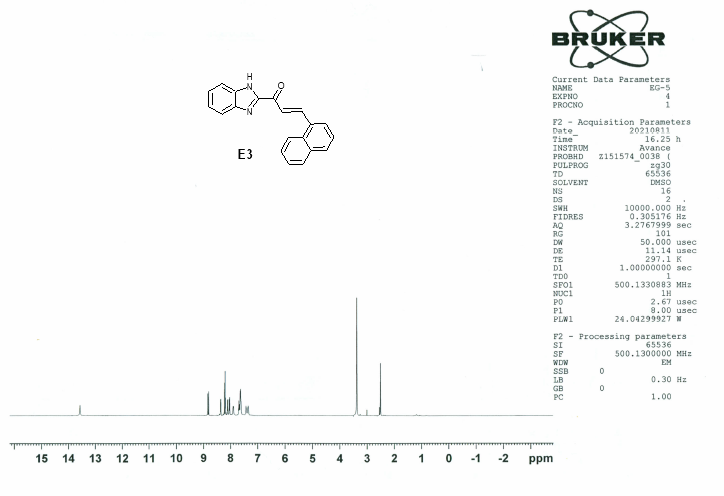 BRUKER
H
N
O
N
E3
Current Data Parameters
NAME EG-5
EXPNO 4
PROCNO 1
F2 - Acquisition Parameters
Date_ 20210811
Time 16.25 h
INSTRUM Avance
PROBHD Z151574_0038 (
PULPROG zg30
TD 65536
SOLVENT DMSO
NS 16
DS 2
SWH 10000.000 Hz
FIDRES 0.305176 Hz
AQ 3.2767999 sec
RG 101
DW 50.000 usec
DE 11.14 usec
TE 297.1 K
D1 1.00000000 sec
TD0 1
SFO1 500.1330883 MHz
NUC1 1H
P0 2.67 usec
P1 8.00 usec
PLW1 24.04299927 W
F2 - Processing parameters
SI 65536
SF 500.1300000 MHz
WDW EM
SSB 0
LB 0.30 Hz
GB 0
PC 1.00
15 14 13 12 11 10 9 8 7 6 5 4 3 2 1 0 -1 -2 ppm